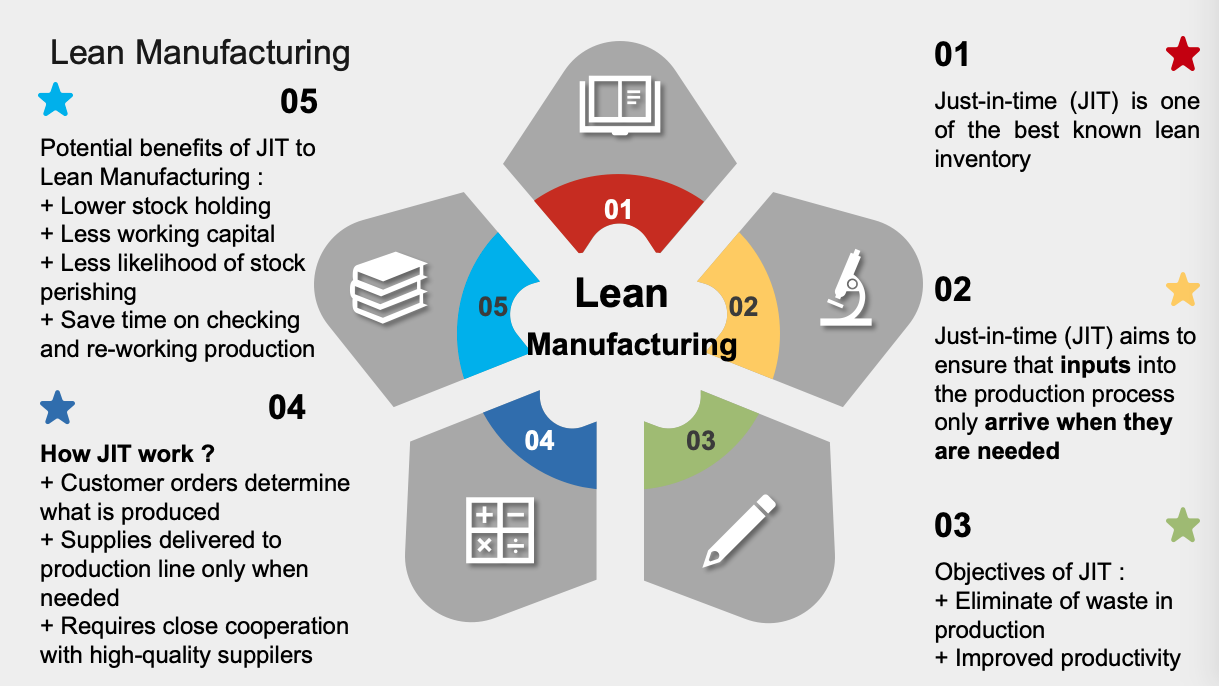 Lean Manufacturing
05
Potential benefits of JIT to
Lean Manufacturing :
+ Lower stock holding
+ Less working capital
+ Less likelihood of stock
perishing
+ Save time on checking
and re-working production
04
How JIT work ?
+ Customer orders determine
what is produced
+ Supplies delivered to
production line only when
needed
+ Requires close cooperation
with high-quality suppilers
01
05
Lean
02
Manufacturing
04
03
01
Just-in-time (JIT) is one
of the best known lean
inventory
02
Just-in-time (JIT) aims to
ensure that inputs into
the production process
only arrive when they
are needed
03
Objectives of JIT :
+ Eliminate of waste in
production
+ Improved productivity